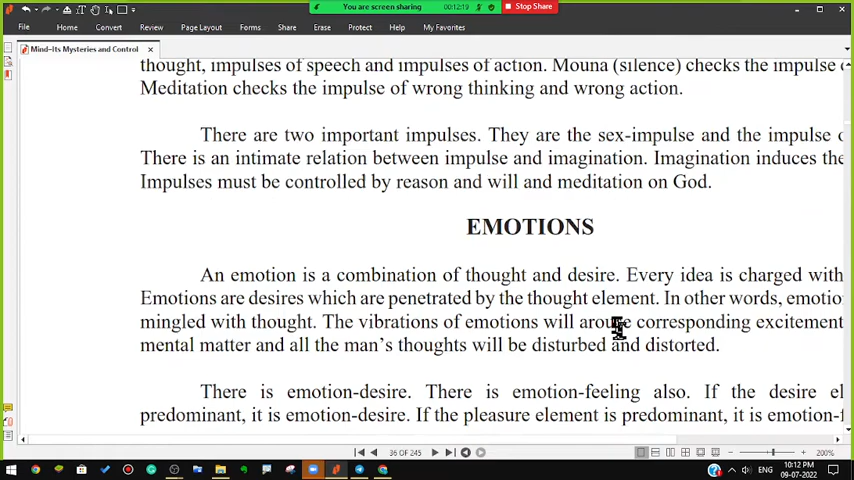 00:12:19
You are screen sharing
Stop Share
File Home Convert Review Page Layout Forms Share Erase Protect Help My Favorites
Mind–Its Mysteries and Control
thought, impulses of speech and impulses of action. Mouna (silence) checks the impulse
Meditation checks the impulse of wrong thinking and wrong action.
There are two important impulses. They are the sex-impulse and the impulse
There is an intimate relation between impulse and imagination. Imagination induces the
Impulses must be controlled by reason and will and meditation on God.
EMOTIONS
An emotion is a combination of thought and desire. Every idea is charged with
Emotions are desires which are penetrated by the thought element. In other words, emotio
mingled with thought. The vibrations of emotions will arouse corresponding excitement
mental matter and all the man’s thoughts will be disturbed and distorted.
There is emotion-desire. There is emotion-feeling also. If the desire el
predominant, it is emotion-desire. If the pleasure element is predominant, it is emotion-f
36 OF 245
200%
ENG
10:12 PM
09-07-2022